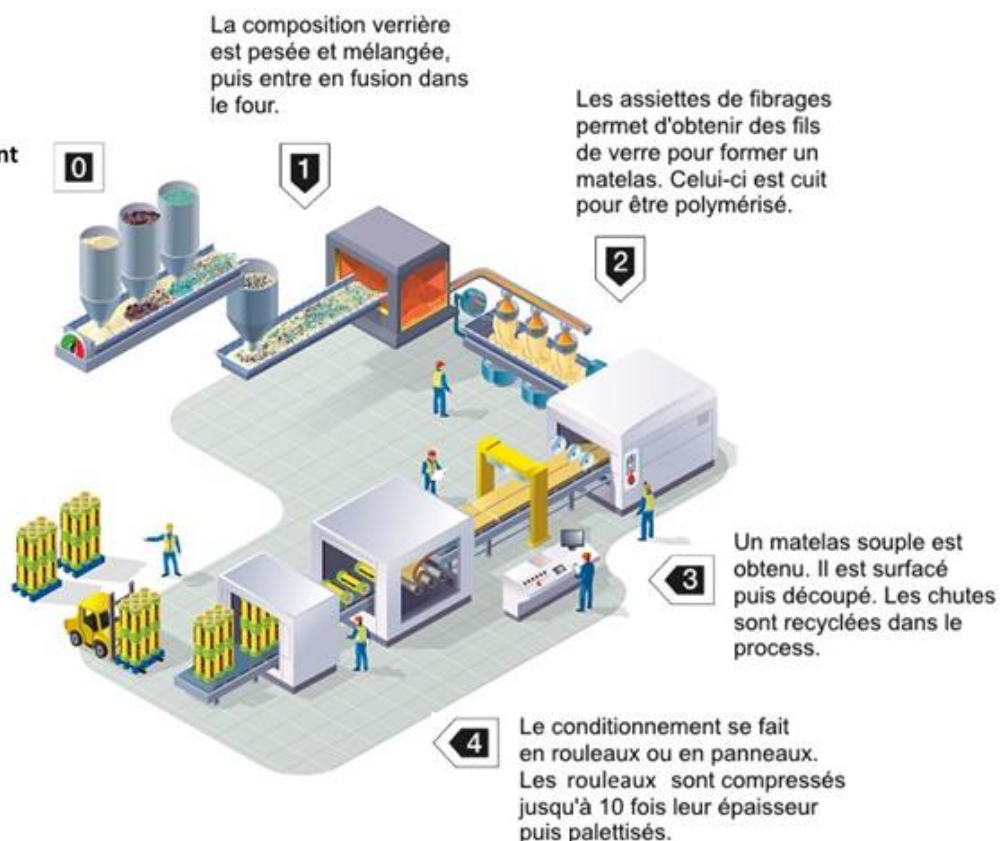 La composition verrière
est pesée et mélangée,
puis entre en fusion dans
le four.
nt
0
1
Les assiettes de fibrages
permet d'obtenir des fils
de verre pour former un
matelas. Celui-ci est cuit
pour être polymérisé.
2
3
Un matelas souple est
obtenu. Il est surfacé
puis découpé. Les chutes
sont recyclées dans le
process.
4
Le conditionnement se fait
en rouleaux ou en panneaux.
Les rouleaux sont compressés
jusqu'à 10 fois leur épaisseur
puis palettisés.